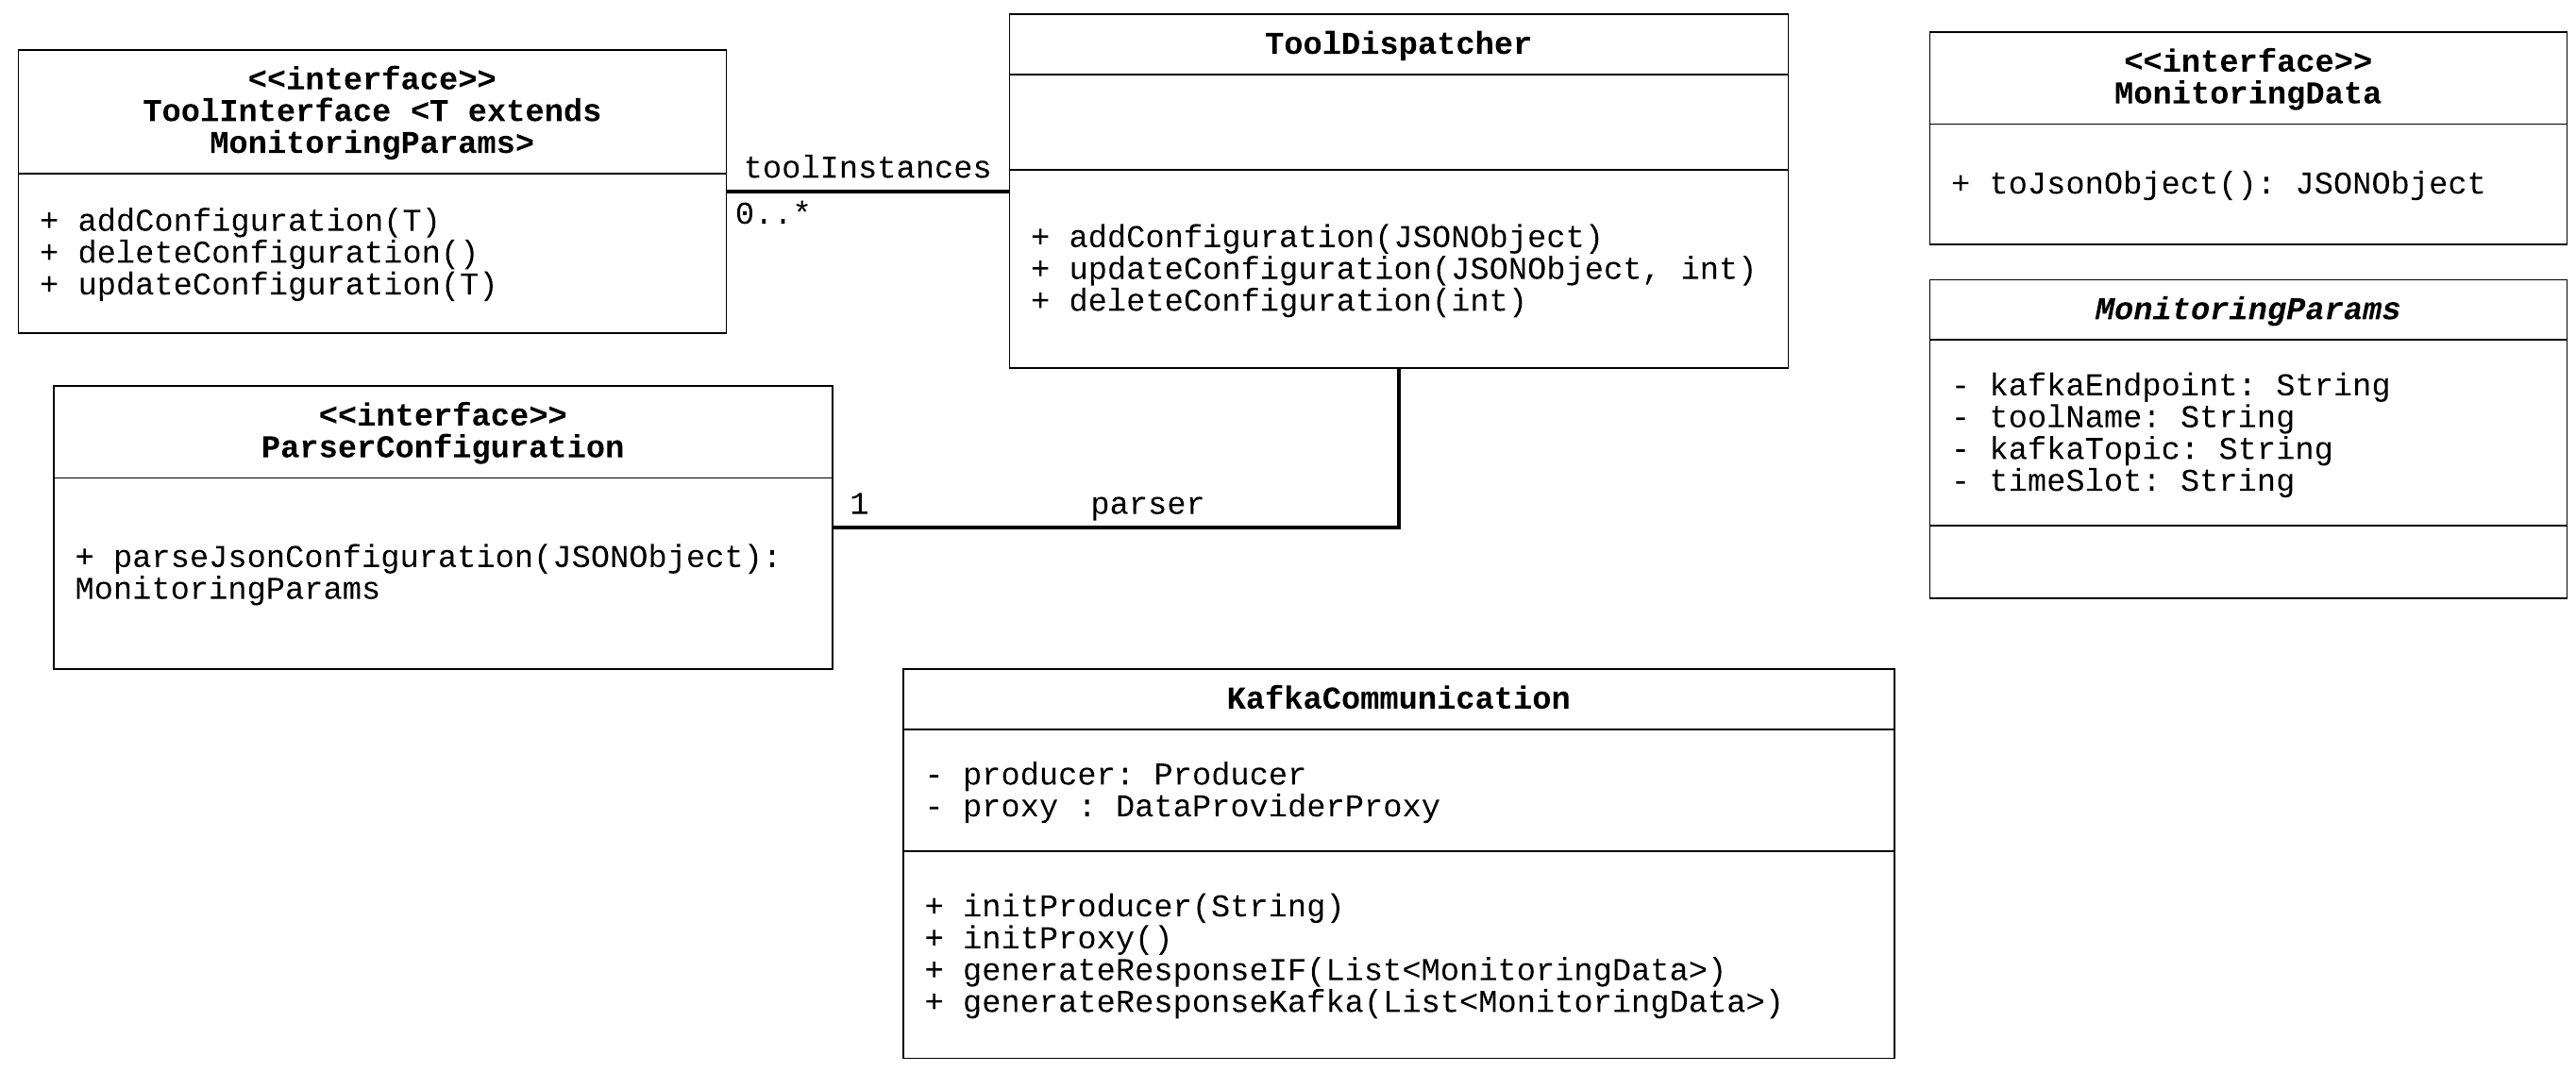 <<interface>>
ToolInterface <T extends
MonitoringParams>
+ addConfiguration(T)
+ deleteConfiguration()
+ updateConfiguration(T)
toolInstances
0..*
ToolDispatcher
+ addConfiguration(JSONObject)
+ updateConfiguration(JSONObject, int)
+ deleteConfiguration(int)
<<interface>>
MonitoringData
+ toJsonObject(): JSONObject
MonitoringParams
- kafkaEndpoint: String
- toolName: String
- kafkaTopic: String
- timeSlot: String
<<interface>>
ParserConfiguration
+ parseJsonConfiguration(JSONObject):
MonitoringParams
1
parser
KafkaCommunication
- producer: Producer
- proxy : DataProviderProxy
+ initProducer(String)
+ initProxy()
+ generateResponseIF(List<MonitoringData>)
+ generateResponseKafka(List<MonitoringData>)